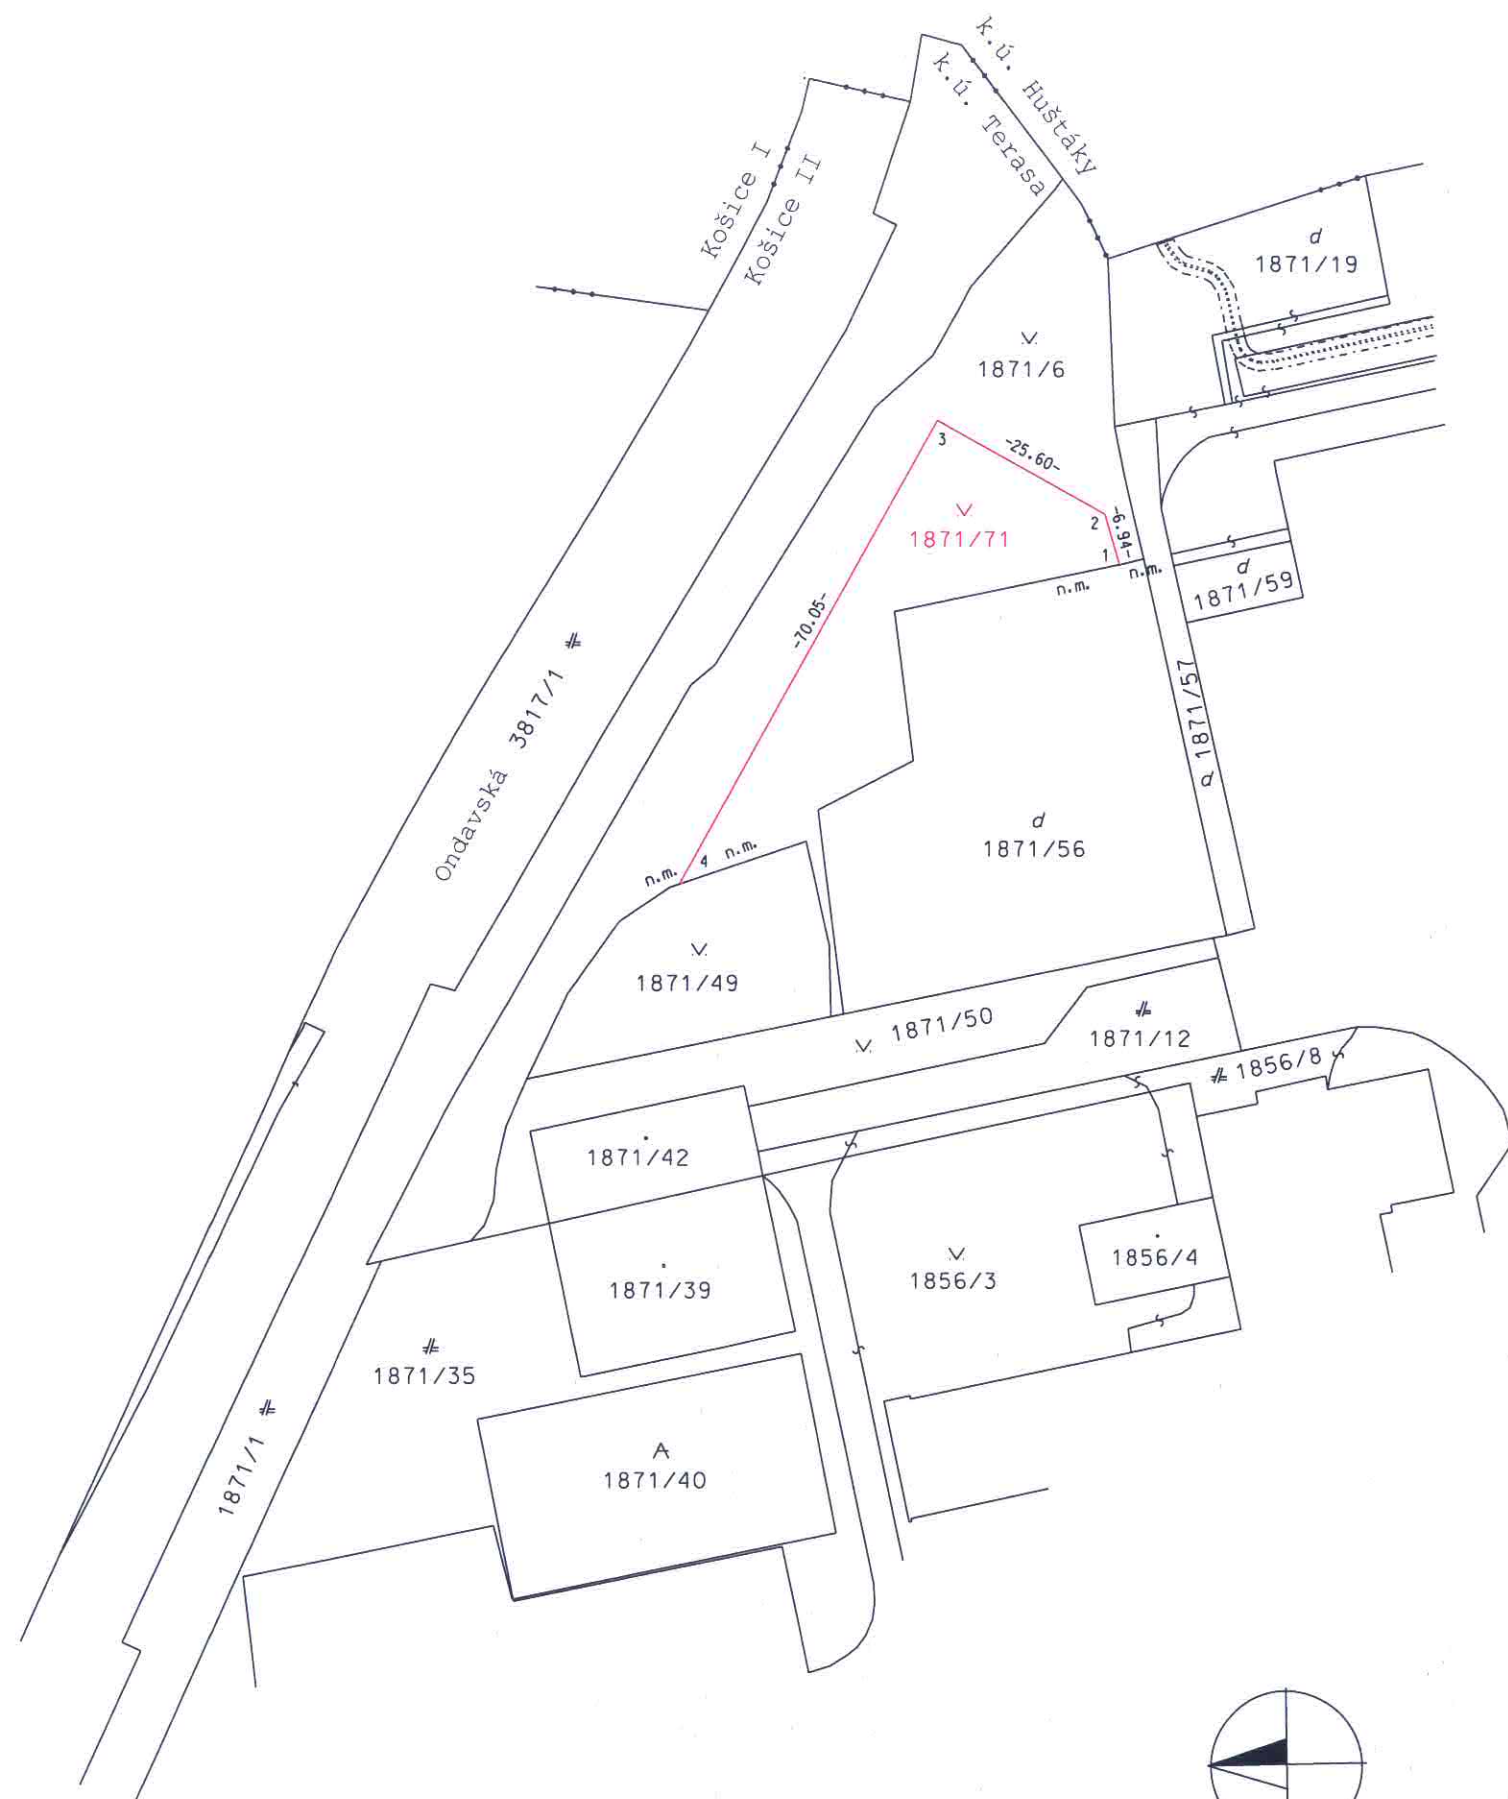 k.ú. Huštáky
k.ú. Terasa
Košice I
Košice II
d
1871/19
1871/6
3
-25.60-
1871/71
2
-6.94-
1
n.m.
n.m.
d
1871/59
-70.05-
Ondavská 3817/1
d 1871/57
d
1871/56
n.m.
4
n.m.
1871/49
1871/50
1871/12
1856/8
1871/42
1871/39
1856/3
1856/4
1871/35
1871/1
1871/40